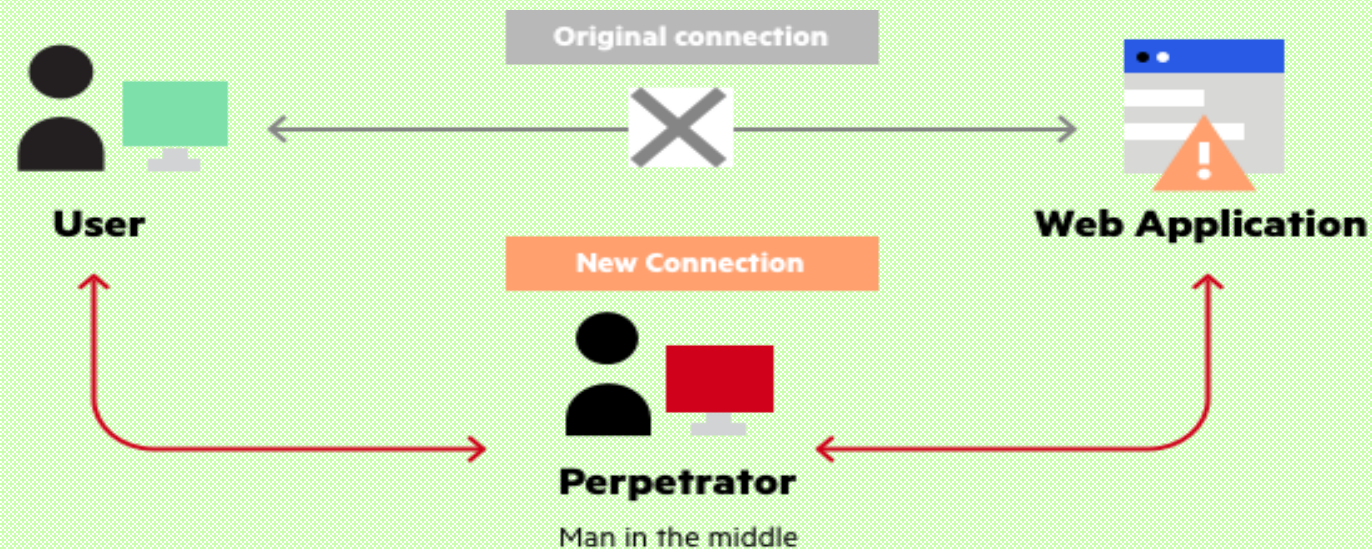 Original connection
User
Web Application
New Connection
Perpetrator
Man in the middle